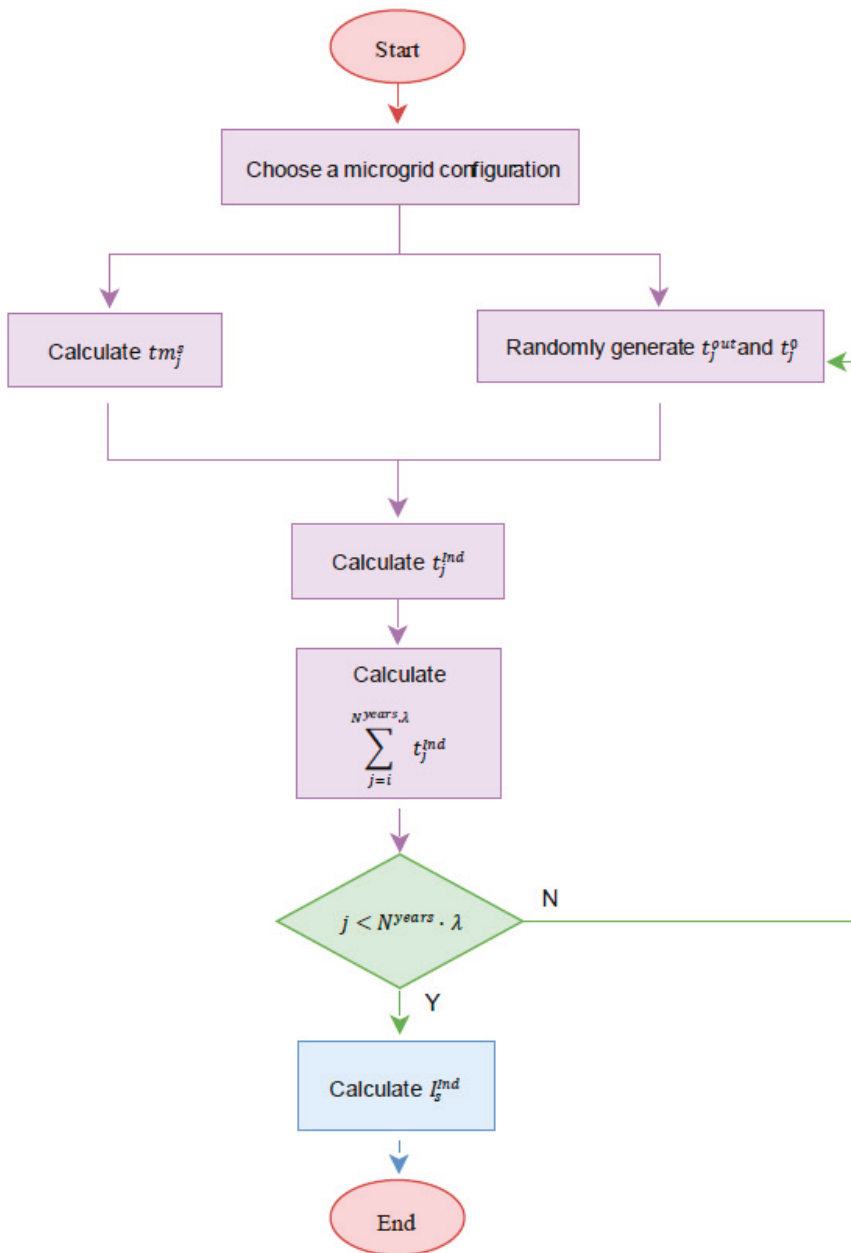 Start
Choose a microgrid configuration
Calculate tm_j^s
Randomly generate t_j^out and t_j^0
Calculate t_j^Ind
Calculate
N^years.λ
∑ t_j^Ind
j=i
j < N^years · λ
N
Y
Calculate I_s^Ind
End